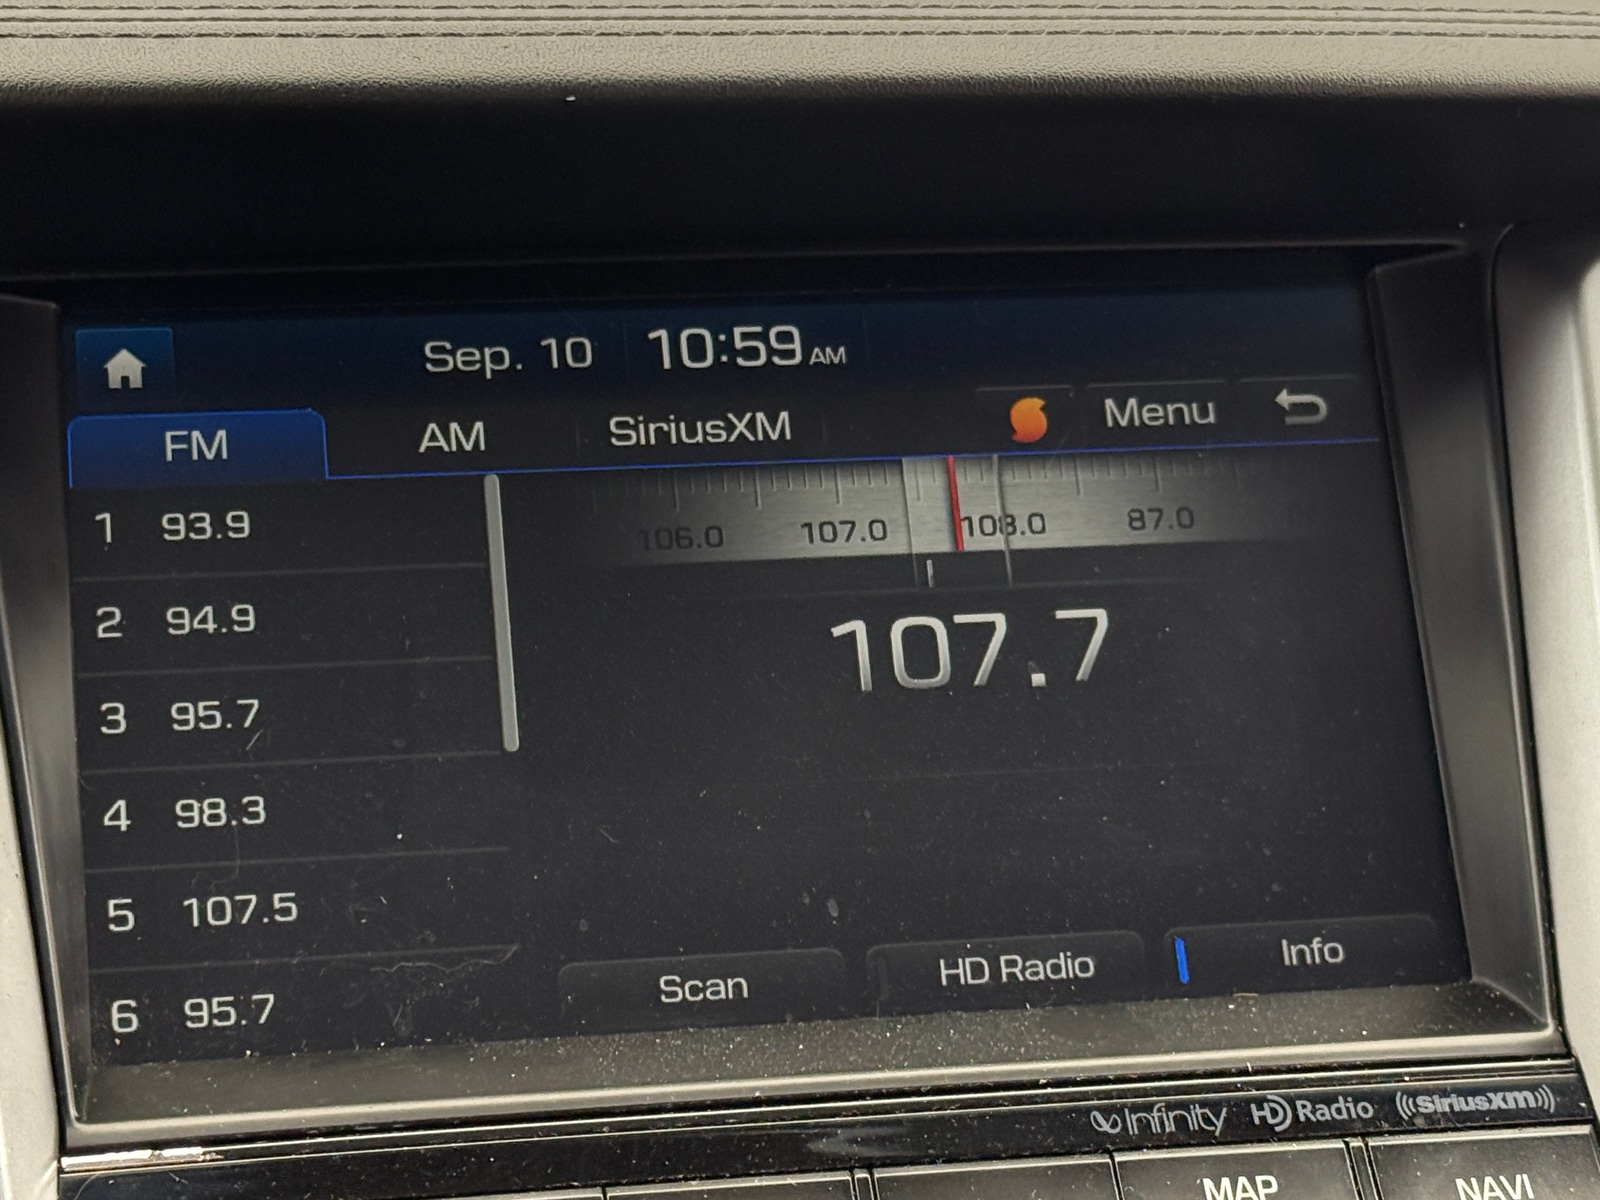 Sep. 10 10:59 AM
FM AM SiriusXM Menu
106.0 107.0 108.0 87.0
107.7
1 93.9
2 94.9
3 95.7
4 98.3
5 107.5
6 95.7
Scan HD Radio Info
Infinity HD Radio SiriusXM
MAP NAVI